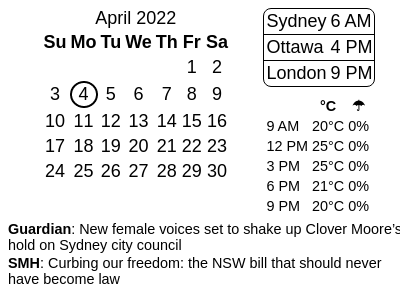 April 2022
Su Mo Tu We Th Fr Sa
1 2
3 4 5 6 7 8 9
10 11 12 13 14 15 16
17 18 19 20 21 22 23
24 25 26 27 28 29 30
Sydney 6 AM
Ottawa 4 PM
London 9 PM
°C ☂
9 AM 20°C 0%
12 PM 25°C 0%
3 PM 25°C 0%
6 PM 21°C 0%
9 PM 20°C 0%
Guardian: New female voices set to shake up Clover Moore's
hold on Sydney city council
SMH: Curbing our freedom: the NSW bill that should never
have become law